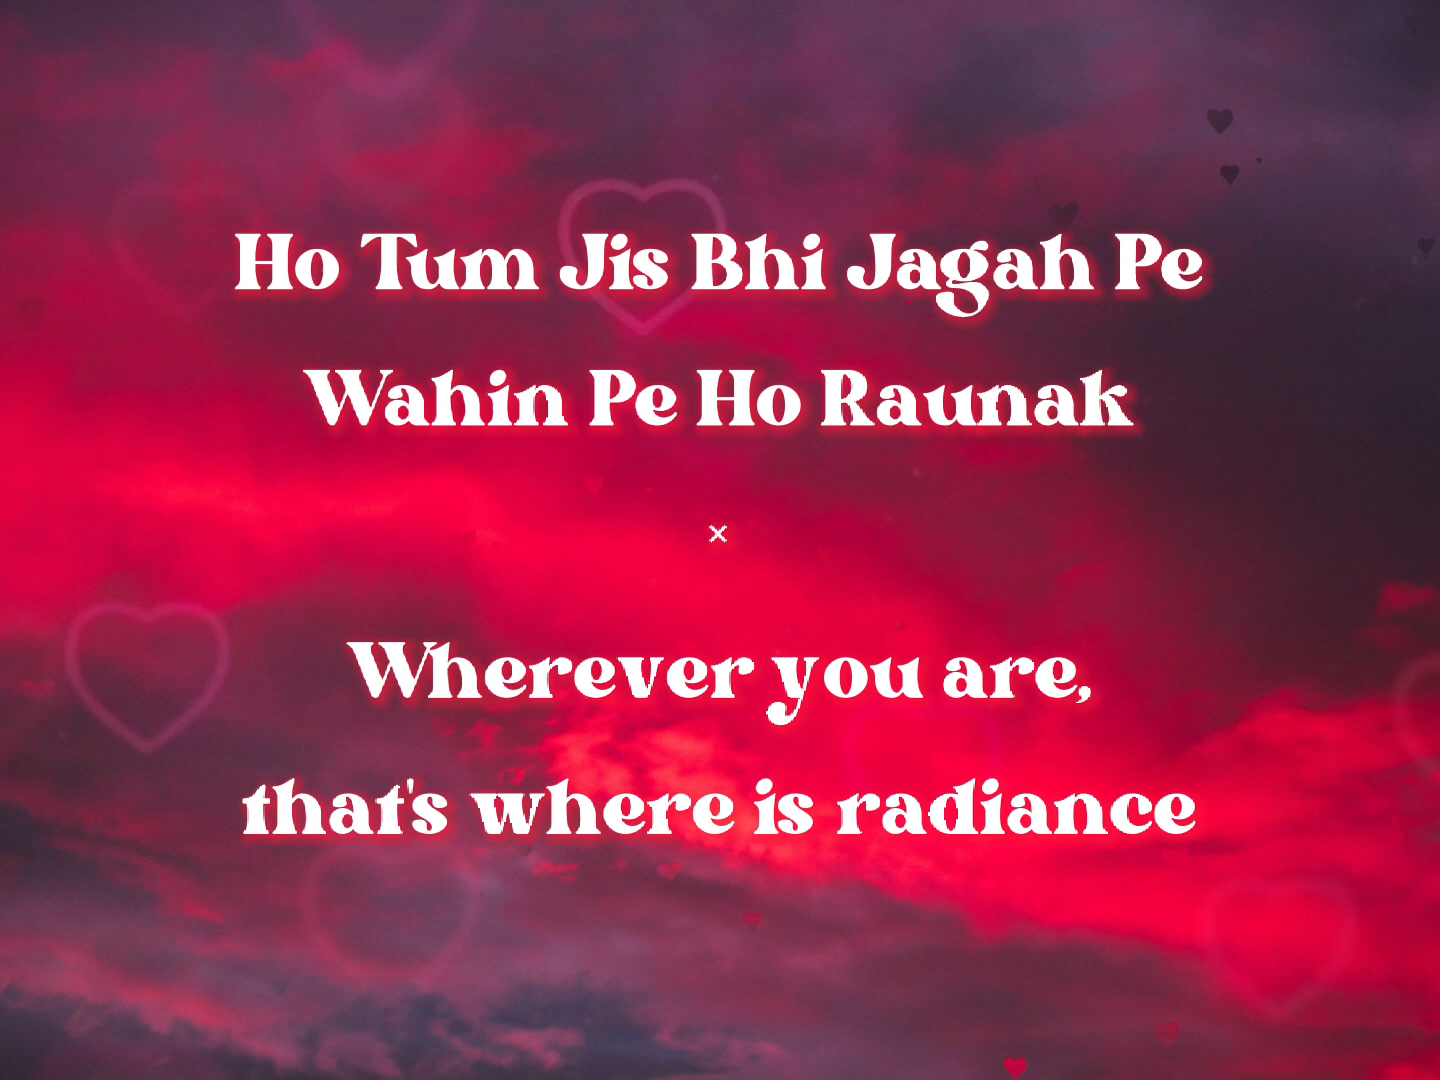 Ho Tum Jis Bhi Jagah Pe
Wahin Pe Ho Raunak
×
Wherever you are,
that's where is radiance